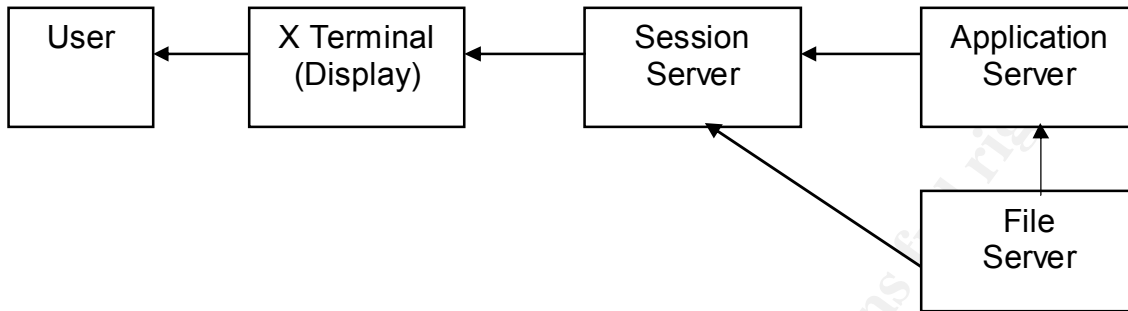 User
X Terminal
(Display)
Session
Server
Application
Server
File
Server